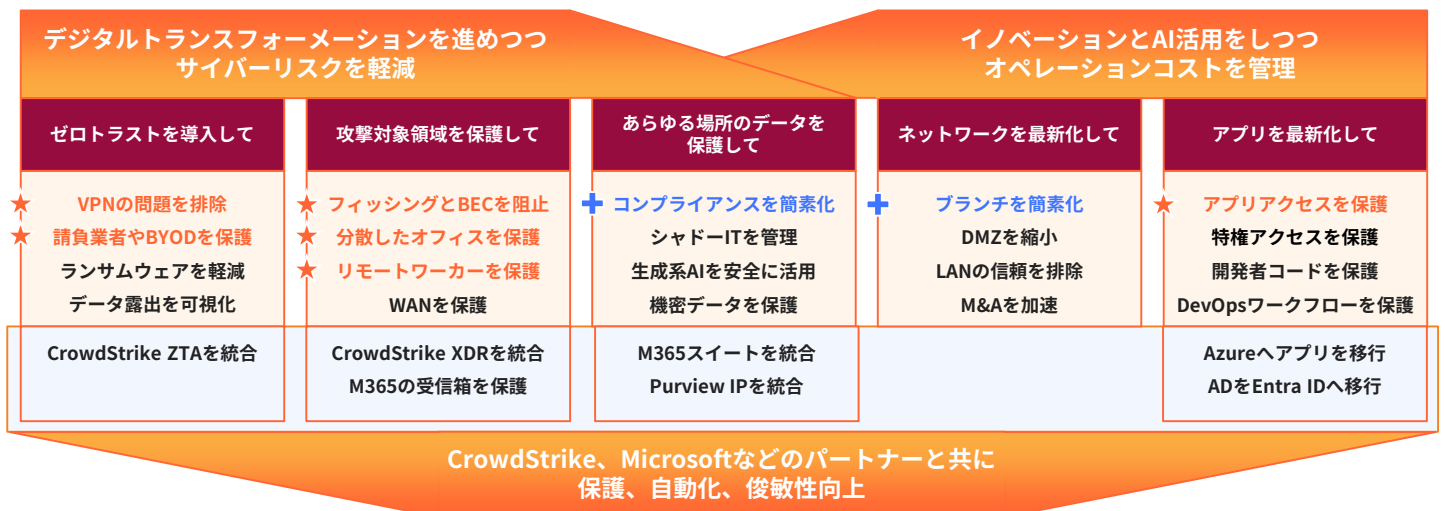 デジタルトランスフォーメーションを進めつつ
サイバーリスクを軽減
イノベーションとAI活用をしつつ
オペレーションコストを管理
ゼロトラストを導入して
VPNの問題を排除
請負業者やBYODを保護
ランサムウェアを軽減
データ露出を可視化
CrowdStrike ZTAを統合
攻撃対象領域を保護して
フィッシングとBECを阻止
分散したオフィスを保護
リモートワーカーを保護
WANを保護
CrowdStrike XDRを統合
M365の受信箱を保護
あらゆる場所のデータを
保護して
コンプライアンスを簡素化
シャドーITを管理
生成系AIを安全に活用
機密データを保護
M365スイートを統合
Purview IPを統合
ネットワークを最新化して
ブランチを簡素化
DMZを縮小
LANの信頼を排除
M&Aを加速
アプリを最新化して
アプリアクセスを保護
特権アクセスを保護
開発者コードを保護
DevOpsワークフローを保護
Azureへアプリを移行
ADをEntra IDへ移行
CrowdStrike、Microsoftなどのパートナーと共に
保護、自動化、俊敏性向上